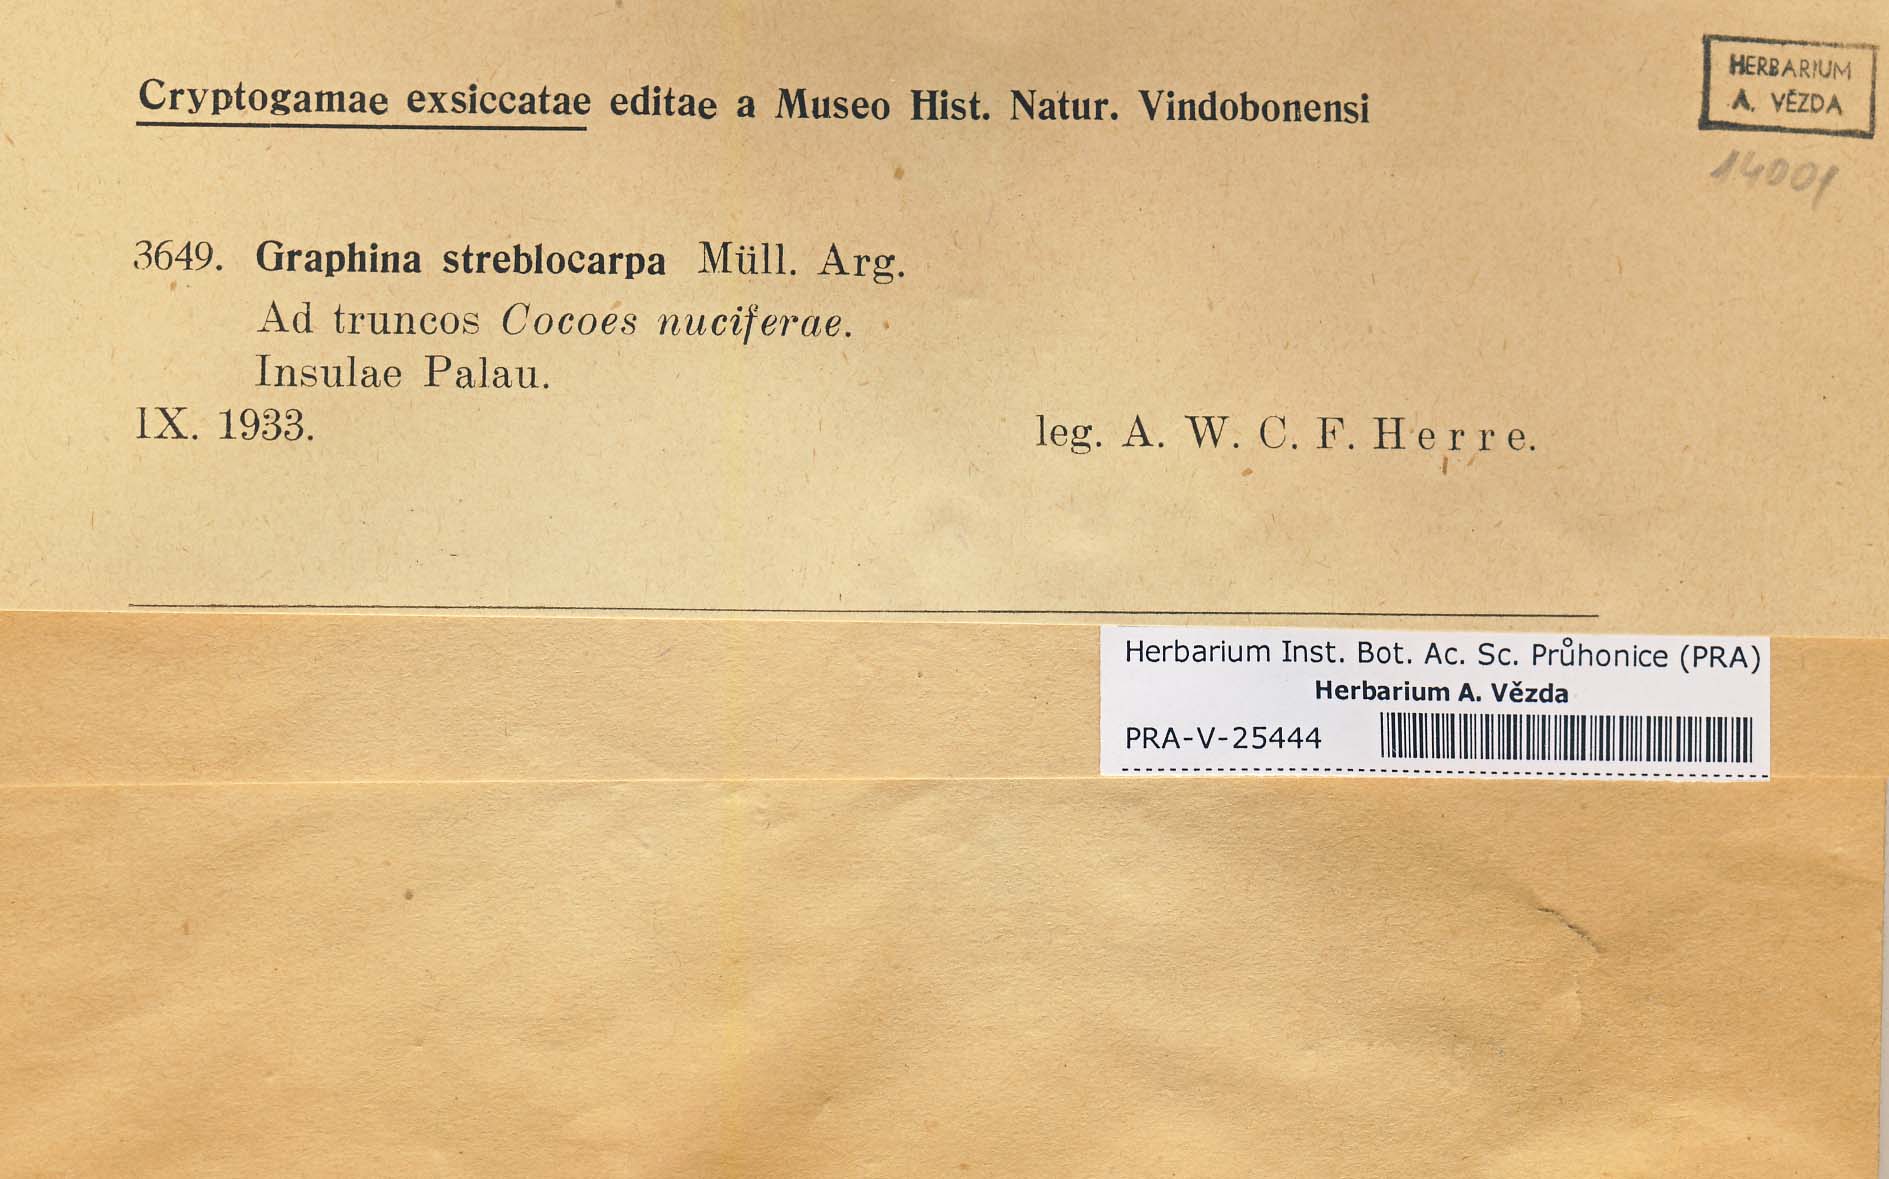 Cryptogamae exsiccatae editae a Museo Hist. Natur. Vindobonensi
HERBARIUM
A. VĚZDA
14001
3649. Graphina streblocarpa Müll. Arg.
Ad truncos Cocoës nuciferae.
Insulae Palau.
IX. 1933.
leg. A. W. C. F. Herre.
Herbarium Inst. Bot. Ac. Sc. Průhonice (PRA)
Herbarium A. Vězda
PRA-V-25444